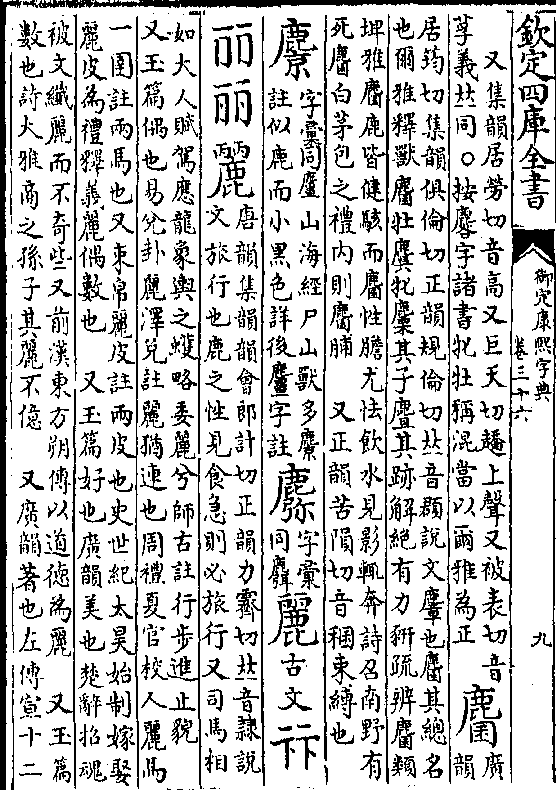 欽定四庫全書
御定康熙字典
卷三十六
九
又集韻居勞切音高又巨夭切蹻上聲又被表切音
莩義𠀤同○按麔字諸書牝牡稱混當以爾雅為正
麕
廣
韻
居筠切集韻俱倫切正韻規倫切𠀤音頵說文麞也麕其總名
也爾雅釋獸麕牡麌牝麜其子麆其跡解絕有力豜疏辨麕類
埤雅麕鹿皆健駭而麕性膽尤怯飲水見影輒奔詩召南野有
死麕白茅包之禮內則麕脯　又正韻苦隕切音稛束縛也
麖
字彙同麠山海經尸山獸多麖
註似鹿而小黑色詳後麠字註
字彙
同麛
麗
古文
丽
麗
唐韻集韻韻會郎計切正韻力霽切𠀤音隸說
文旅行也鹿之性見食急則必旅行又司馬相
如大人賦駕應龍象輿之蠖略委麗兮師古註行步進止貌
又玉篇偶也易兌卦麗澤兌註麗猶連也周禮夏官校人麗馬
一圉註兩馬也又束帛麗皮註兩皮也史世紀太昊始制嫁娶
麗皮為禮釋義麗偶數也　又玉篇好也廣韻美也楚辭招魂
被文纖麗而不奇些又前漢東方朔傳以道德為麗　又玉篇
數也詩大雅商之孫子其麗不億　又廣韻著也左傳宣十二